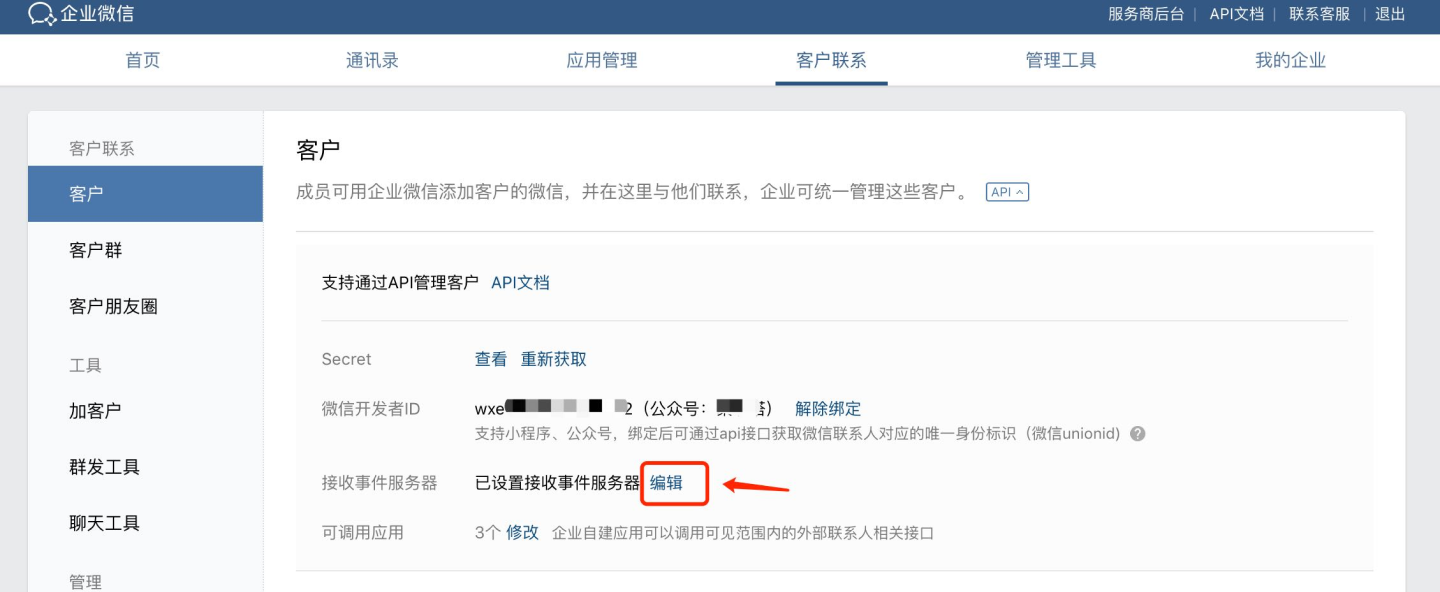 企业微信
服务商后台 | API文档 | 联系客服 | 退出
首页 通讯录 应用管理 客户联系 管理工具 我的企业
客户联系
客户
客户群
客户朋友圈
工具
加客户
群发工具
聊天工具
管理
客户
成员可用企业微信添加客户的微信，并在这里与他们联系，企业可统一管理这些客户。 API
支持通过API管理客户 API文档
Secret 查看 重新获取
微信开发者ID wxe 2（公众号： ） 解除绑定
支持小程序、公众号，绑定后可通过api接口获取微信联系人对应的唯一身份标识（微信unionid） ?
接收事件服务器 已设置接收事件服务器 编辑
可调用应用 3个 修改 企业自建应用可以调用可见范围内的外部联系人相关接口